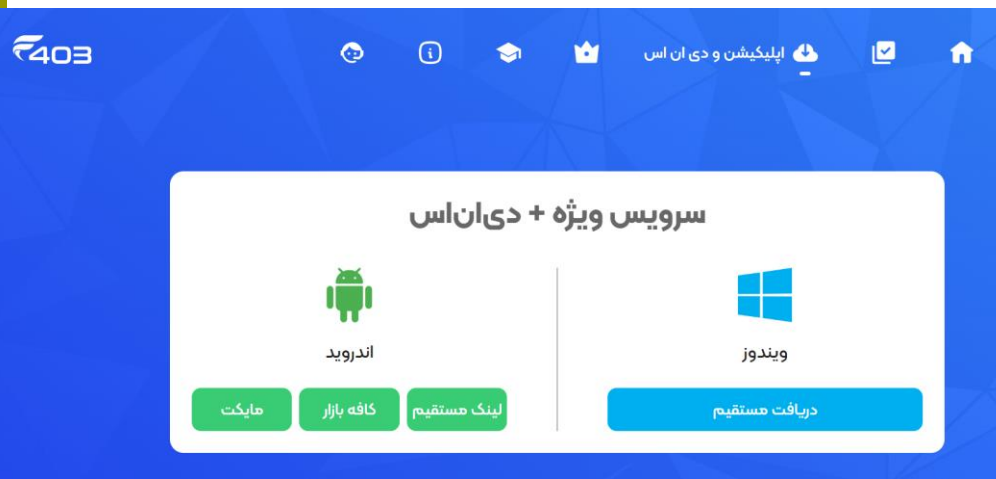 403
اپلیکیشن و دی ان اس
سرویس ویژه + دی‌ان‌اس
ویندوز
اندروید
دریافت مستقیم
لینک مستقیم
کافه بازار
مایکت